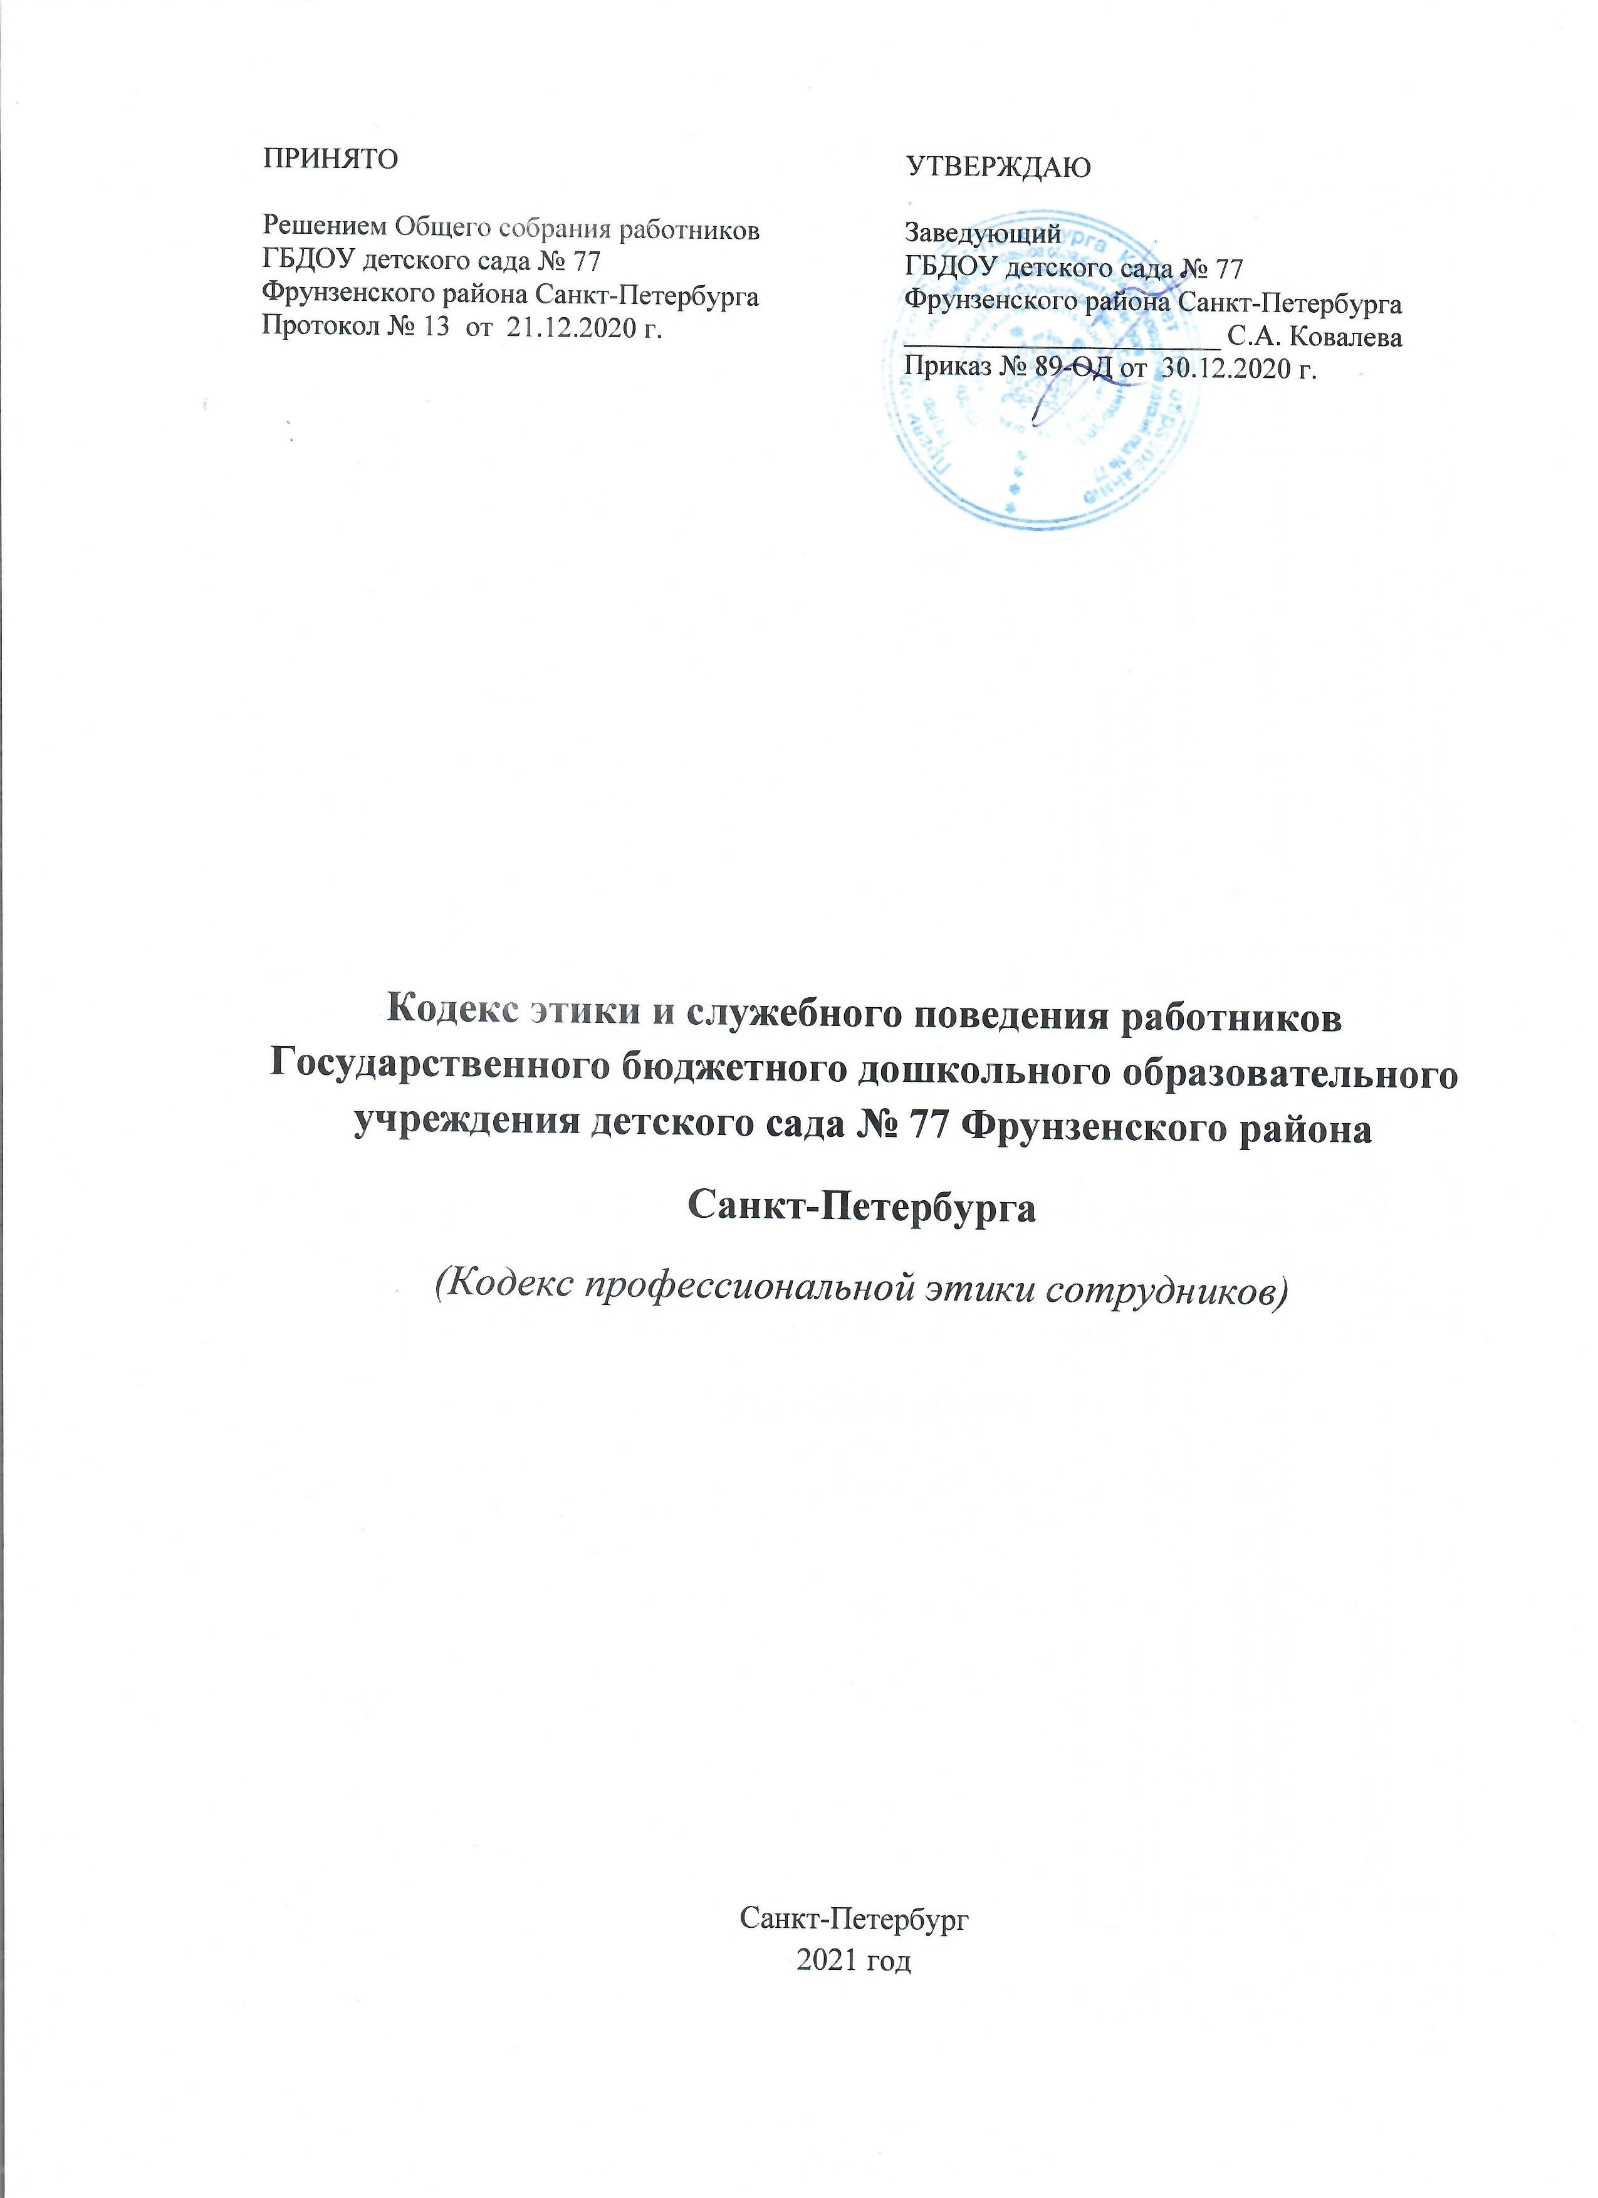 ПРИНЯТО
Решением Общего собрания работников
ГБДОУ детского сада № 77
Фрунзенского района Санкт-Петербурга
Протокол № 13 от 21.12.2020 г.
УТВЕРЖДАЮ
Заведующий
ГБДОУ детского сада № 77
Фрунзенского района Санкт-Петербурга
_______________________ С.А. Ковалева
Приказ № 89-ОД от 30.12.2020 г.
Кодекс этики и служебного поведения работников
Государственного бюджетного дошкольного образовательного
учреждения детского сада № 77 Фрунзенского района
Санкт-Петербурга
(Кодекс профессиональной этики сотрудников)
Санкт-Петербург
2021 год